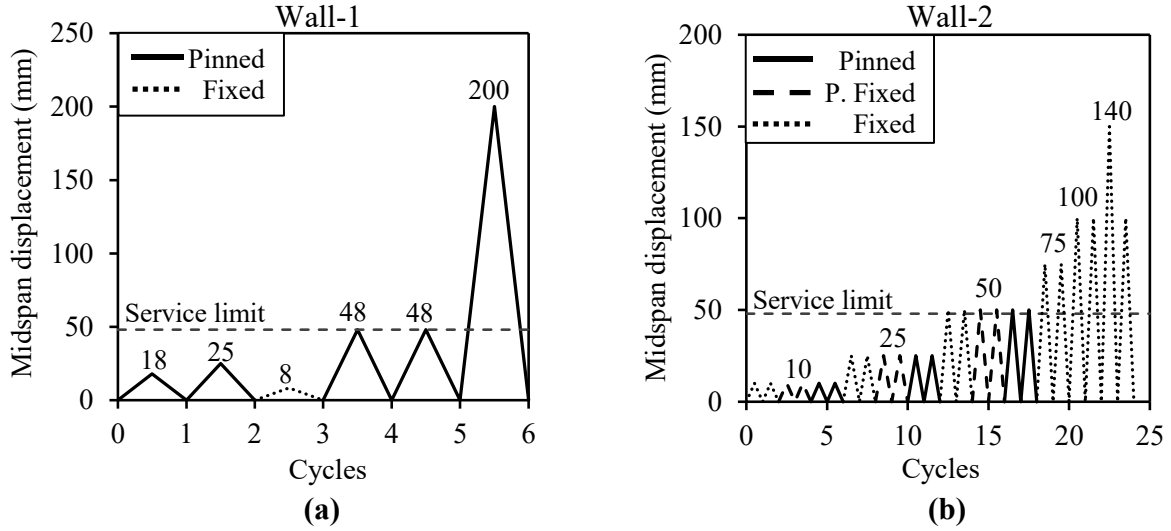 Wall-1
Midspan displacement (mm)
250
200
150
100
50
0
Pinned
Fixed
200
Service limit
48
48
18
25
8
0
1
2
3
4
5
6
Cycles
(a)
Wall-2
Midspan displacement (mm)
200
150
100
50
0
Pinned
P. Fixed
Fixed
140
100
75
Service limit
50
25
10
0
5
10
15
20
25
Cycles
(b)